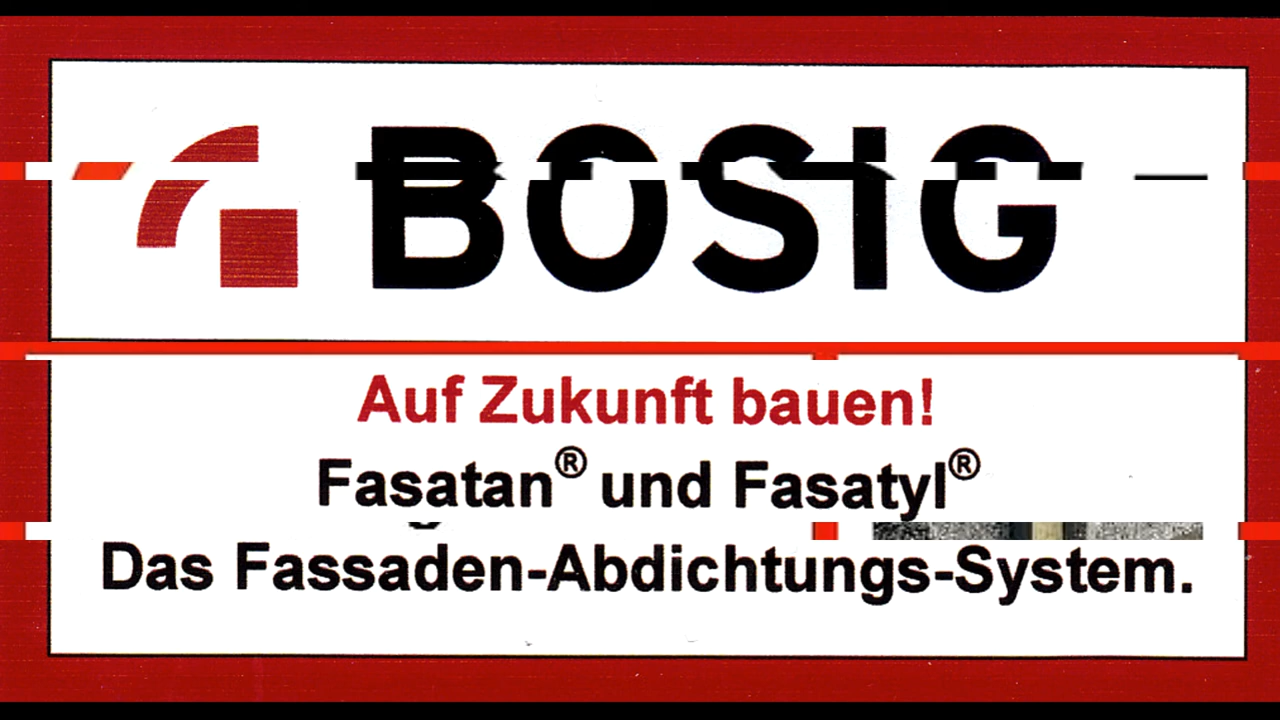 BOSIG
Auf Zukunft bauen!
Fasatan® und Fasatyl®
Das Fassaden-Abdichtungs-System.